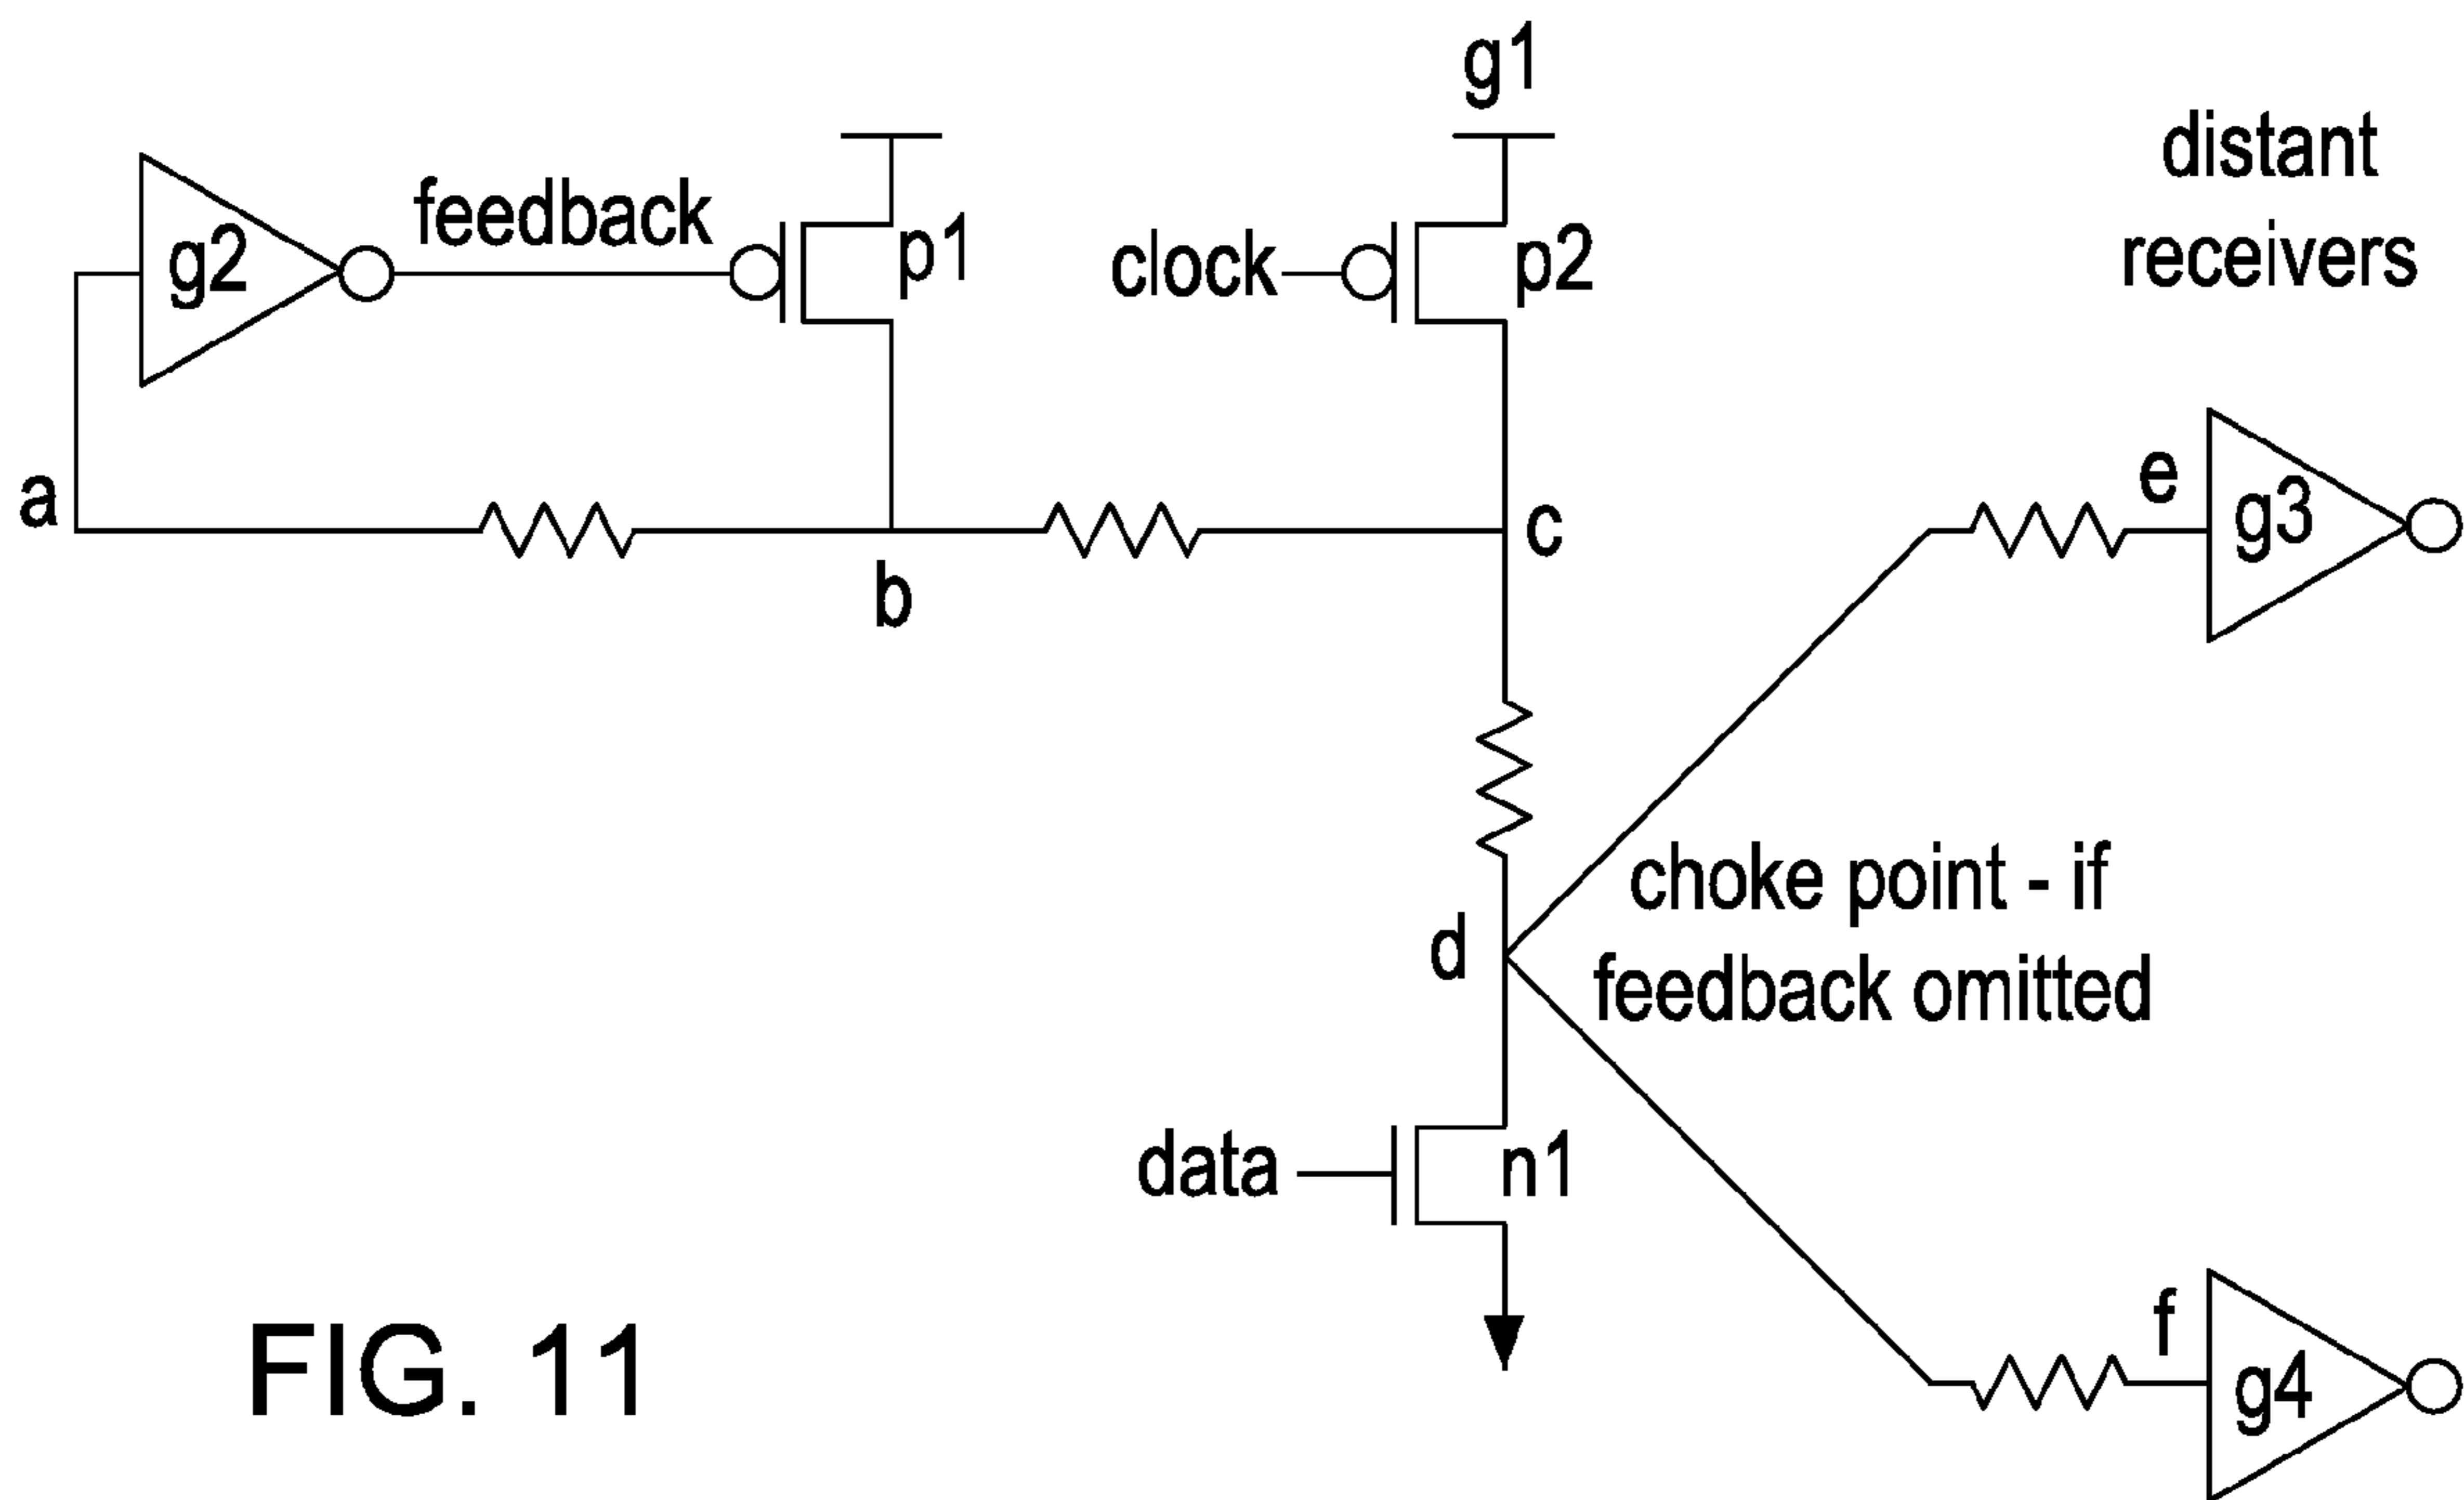 g1
distant
receivers
g2
feedback
p1
clock
p2
a
b
c
e
g3
d
choke point - if
feedback omitted
data
n1
f
g4
FIG. 11